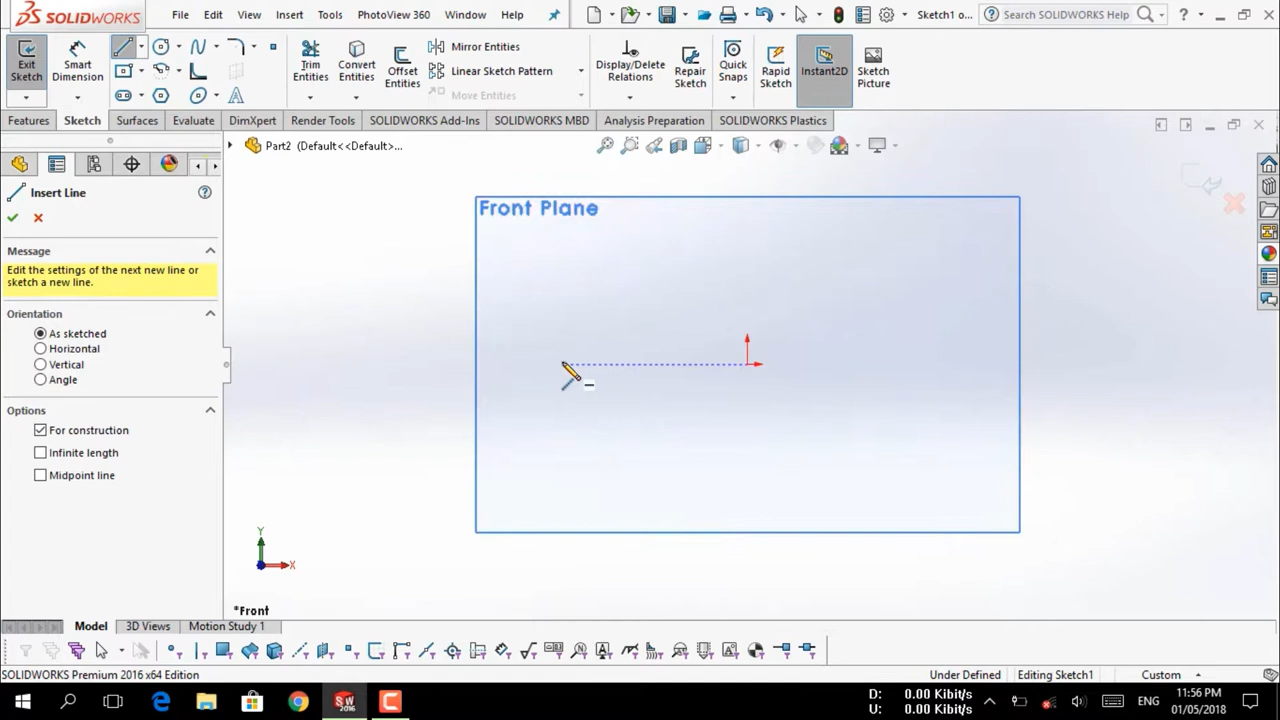 SOLIDWORKS File Edit View Insert Tools PhotoView 360 Window Help Sketch1 o... Search SOLIDWORKS Help ?
Exit Sketch
Smart Dimension
Trim Entities
Convert Entities
Offset Entities
Mirror Entities
Linear Sketch Pattern
Move Entities
Display/Delete Relations
Repair Sketch
Quick Snaps
Rapid Sketch
Instant2D
Sketch Picture
Features Sketch Surfaces Evaluate DimXpert Render Tools SOLIDWORKS Add-Ins SOLIDWORKS MBD Analysis Preparation SOLIDWORKS Plastics
Part2 (Default<<Default>...
Insert Line ?
Message
Edit the settings of the next new line or
sketch a new line.
Orientation
As sketched
Horizontal
Vertical
Angle
Options
For construction
Infinite length
Midpoint line
Front Plane
Y
X
*Front
Model 3D Views Motion Study 1
SOLIDWORKS Premium 2016 x64 Edition Under Defined Editing Sketch1 Custom
D: 0.00 Kibit/s
U: 0.00 Kibit/s
ENG
11:56 PM
01/05/2018